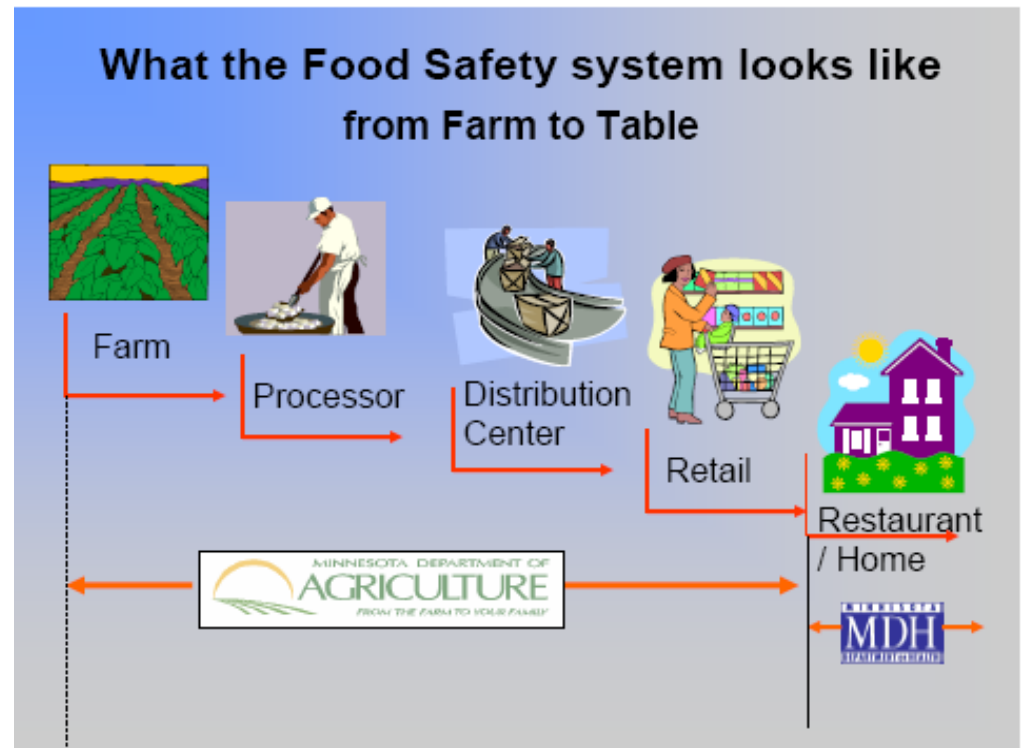 What the Food Safety system looks like
from Farm to Table
Farm
Processor
Distribution
Center
Retail
Restaurant
/ Home
MINNESOTA DEPARTMENT OF
AGRICULTURE
FROM THE FARM TO YOUR FAMILY
MINNESOTA
MDH